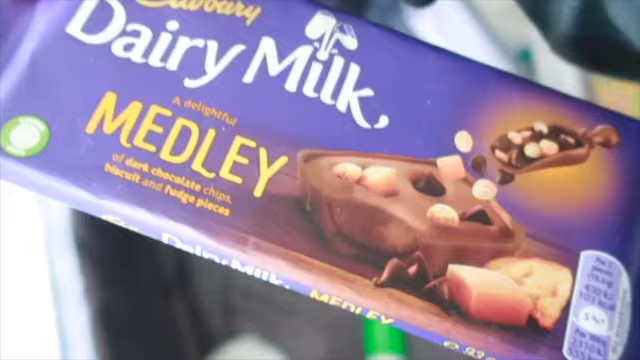 Cadbury
Dairy Milk
A delightful
MEDLEY
of dark chocolate chips,
biscuit and fudge pieces
Dairy Milk
MEDLEY